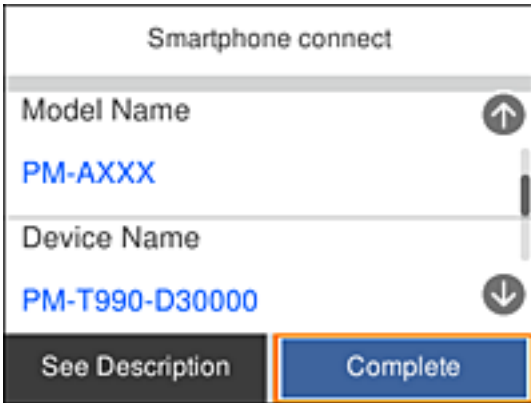 Smartphone connect
Model Name
PM-AXXX
Device Name
PM-T990-D30000
See Description
Complete